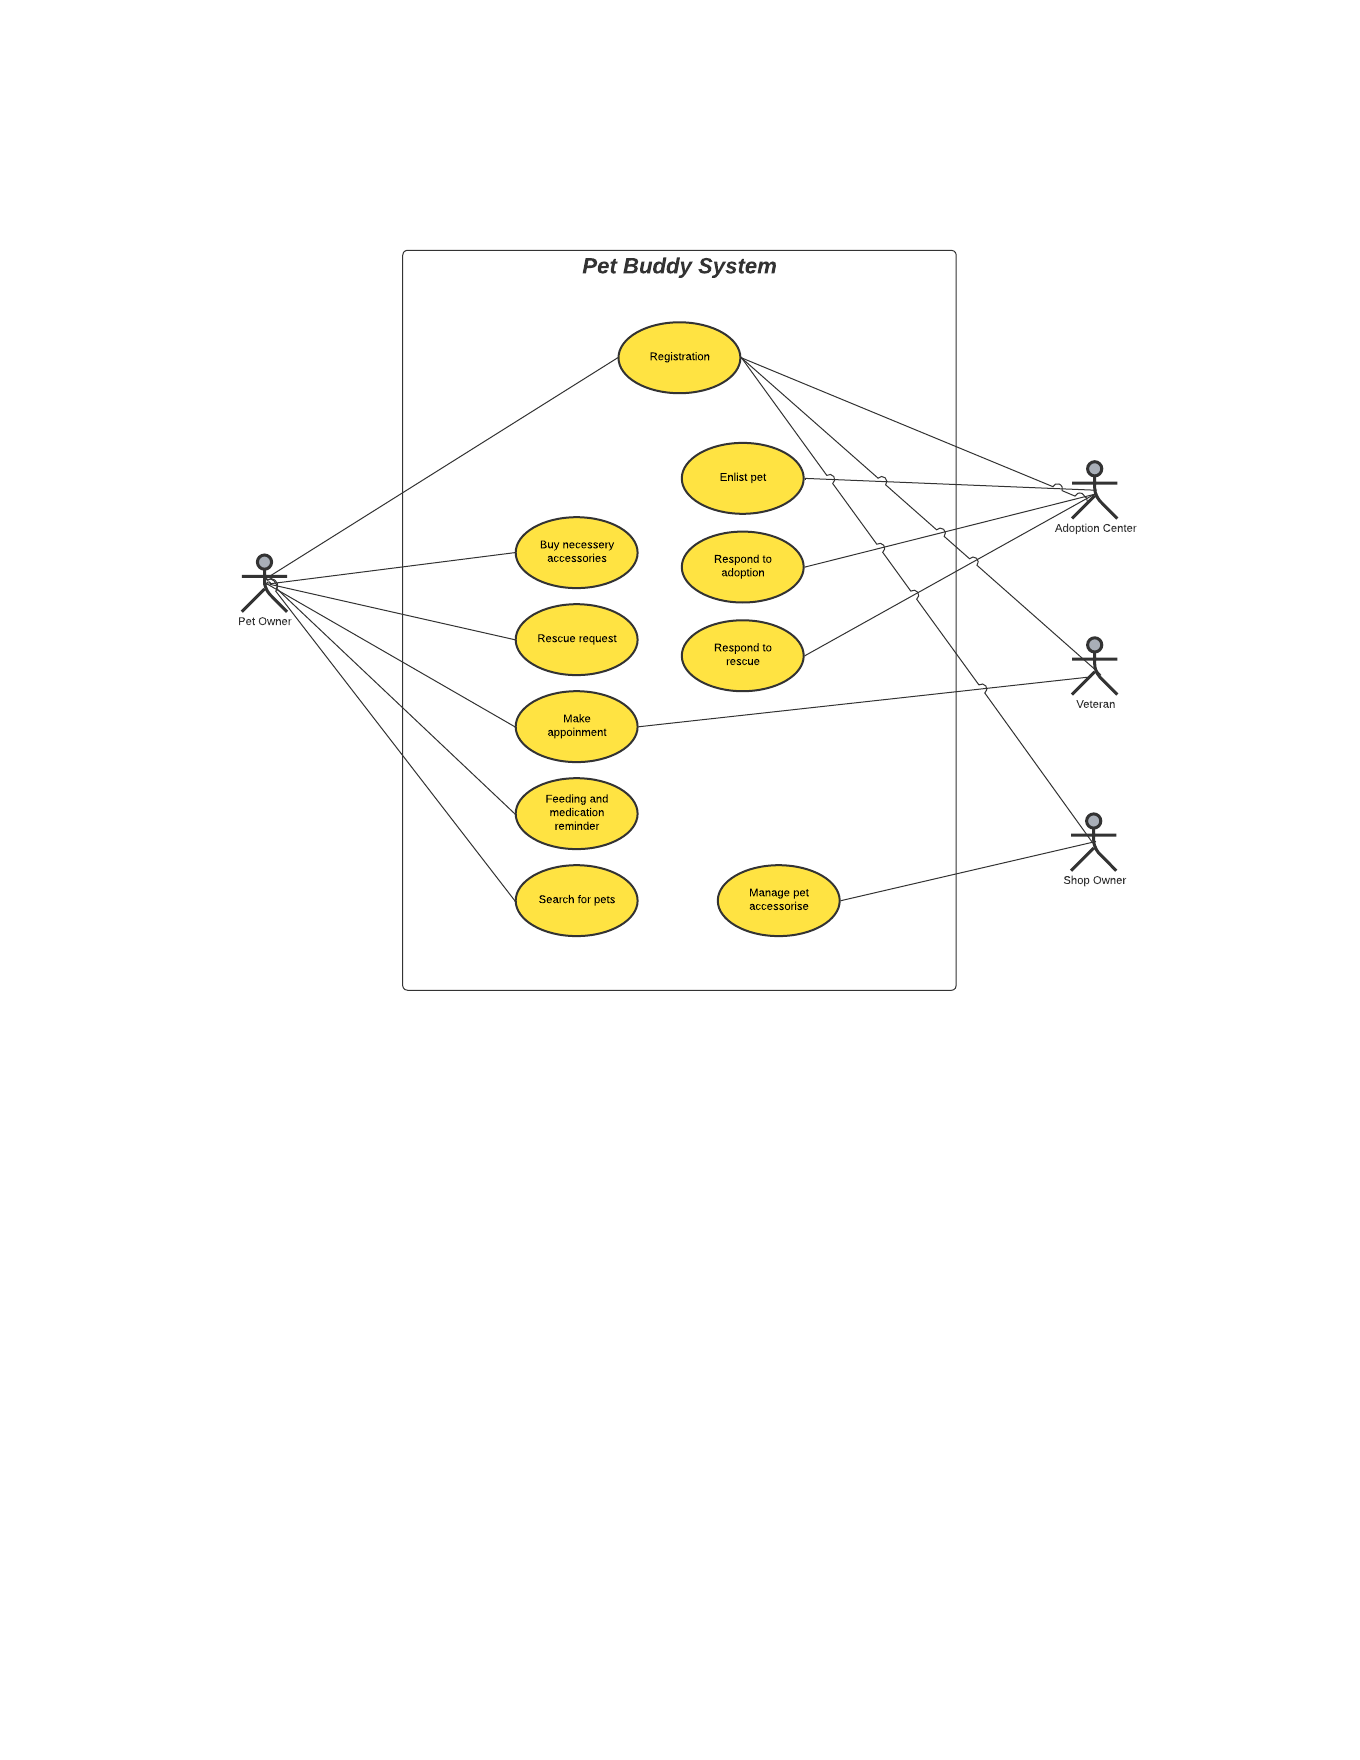 Pet Buddy System
Registration
Enlist pet
Adoption Center
Buy necessery
accessories
Respond to
adoption
Pet Owner
Rescue request
Respond to
rescue
Veteran
Make
appoinment
Feeding and
medication
reminder
Shop Owner
Search for pets
Manage pet
accessorise